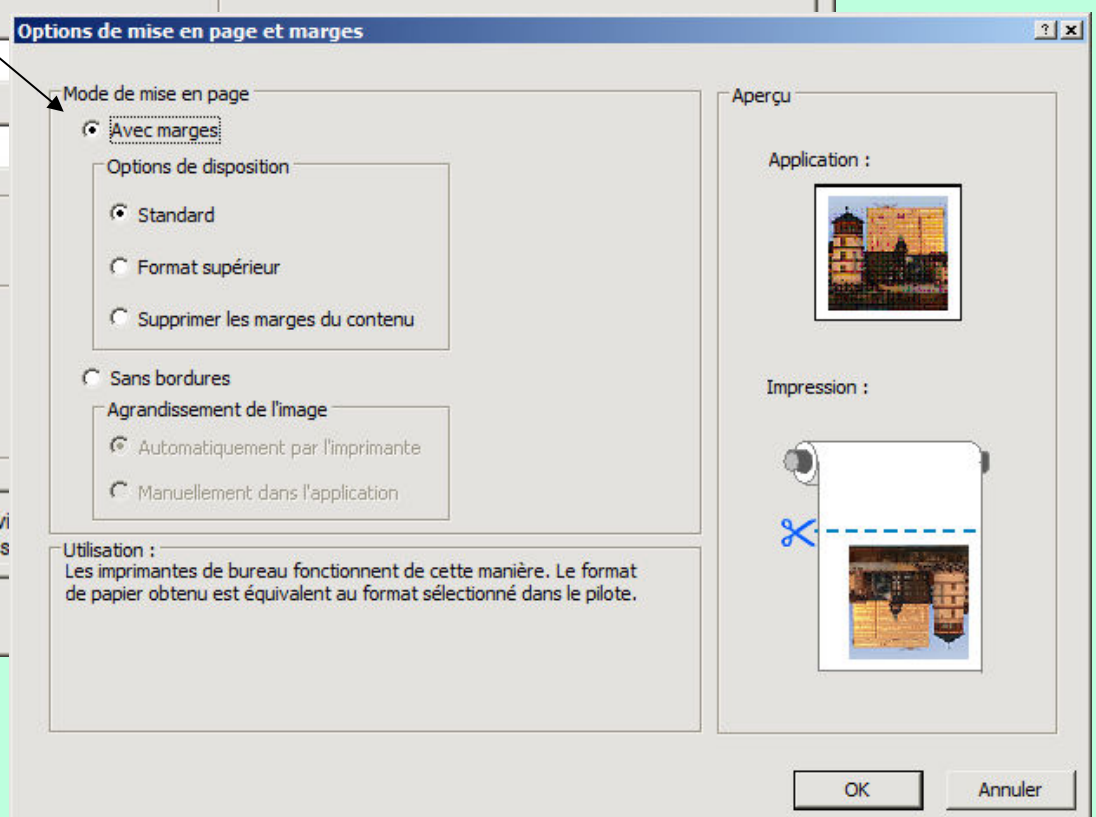 Options de mise en page et marges
Mode de mise en page
Avec marges
Options de disposition
Standard
Format supérieur
Supprimer les marges du contenu
Sans bordures
Agrandissement de l'image
Automatiquement par l'imprimante
Manuellement dans l'application
Utilisation :
Les imprimantes de bureau fonctionnent de cette manière. Le format
de papier obtenu est équivalent au format sélectionné dans le pilote.
Aperçu
Application :
Impression :
OK
Annuler